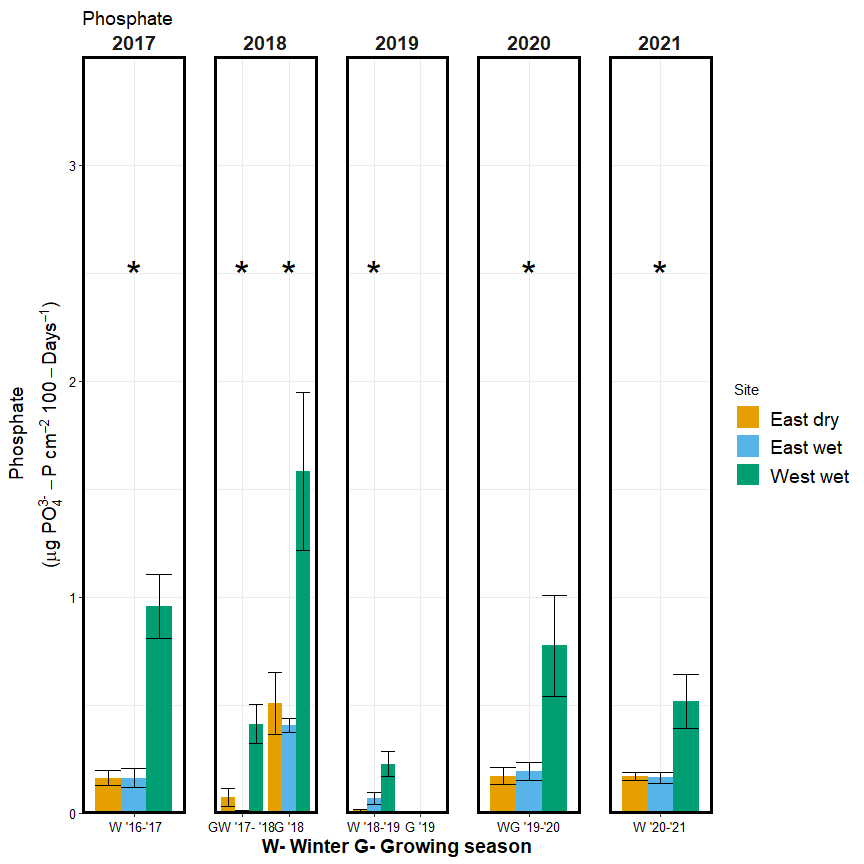 Phosphate
2017 2018 2019 2020 2021
3
* * * * * *
2
1
0
Phosphate
(μg PO₄³⁻ – P cm⁻² 100 – Days⁻¹)
W '16-'17 GW '17- '18 G '18 W '18-'19 G '19 WG '19-'20 W '20-'21
W- Winter G- Growing season
Site
East dry
East wet
West wet